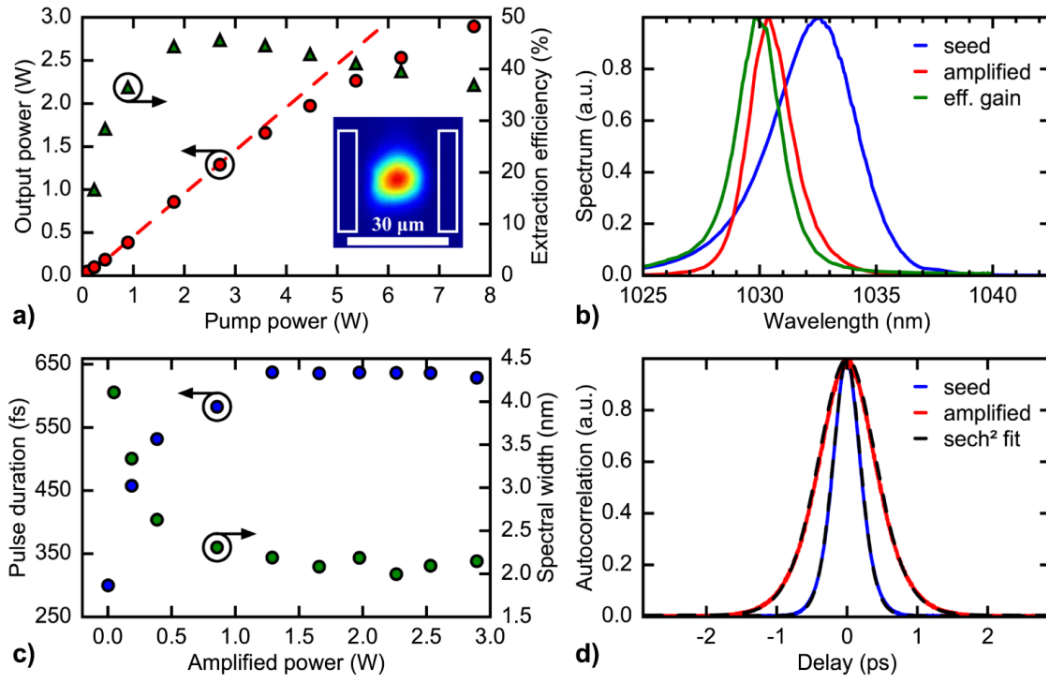 3.0
2.5
2.0
1.5
1.0
0.5
0.0
Output power (W)
50
40
30
20
10
0
Extraction efficiency (%)
30 µm
0 1 2 3 4 5 6 7 8
Pump power (W)
a)
1.0
0.8
0.6
0.4
0.2
0.0
Spectrum (a.u.)
seed
amplified
eff. gain
1025 1030 1035 1040
Wavelength (nm)
b)
650
550
450
350
250
Pulse duration (fs)
4.5
4.0
3.5
3.0
2.5
2.0
1.5
Spectral width (nm)
0.0 0.5 1.0 1.5 2.0 2.5 3.0
Amplified power (W)
c)
0.8
0.6
0.4
0.2
0.0
Autocorrelation (a.u.)
seed
amplified
sech² fit
-2 -1 0 1 2
Delay (ps)
d)